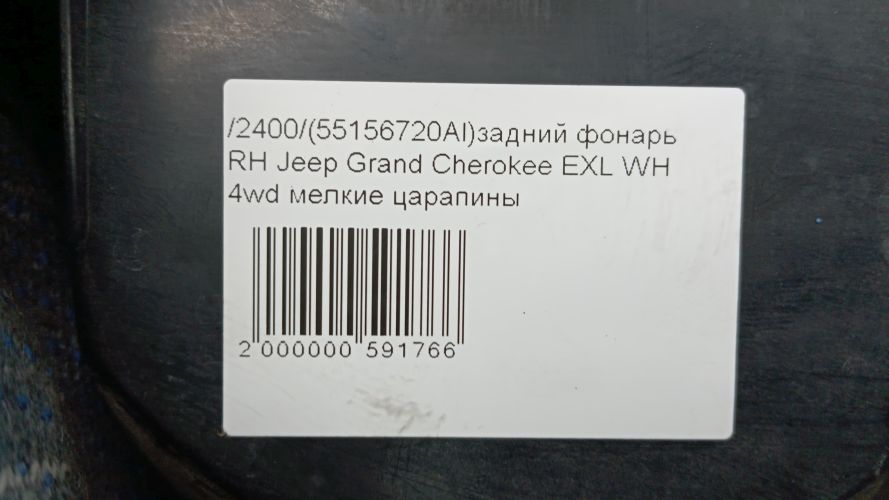 /2400/(55156720AI)задний фонарь
RH Jeep Grand Cherokee EXL WH
4wd мелкие царапины
2 000000 591766